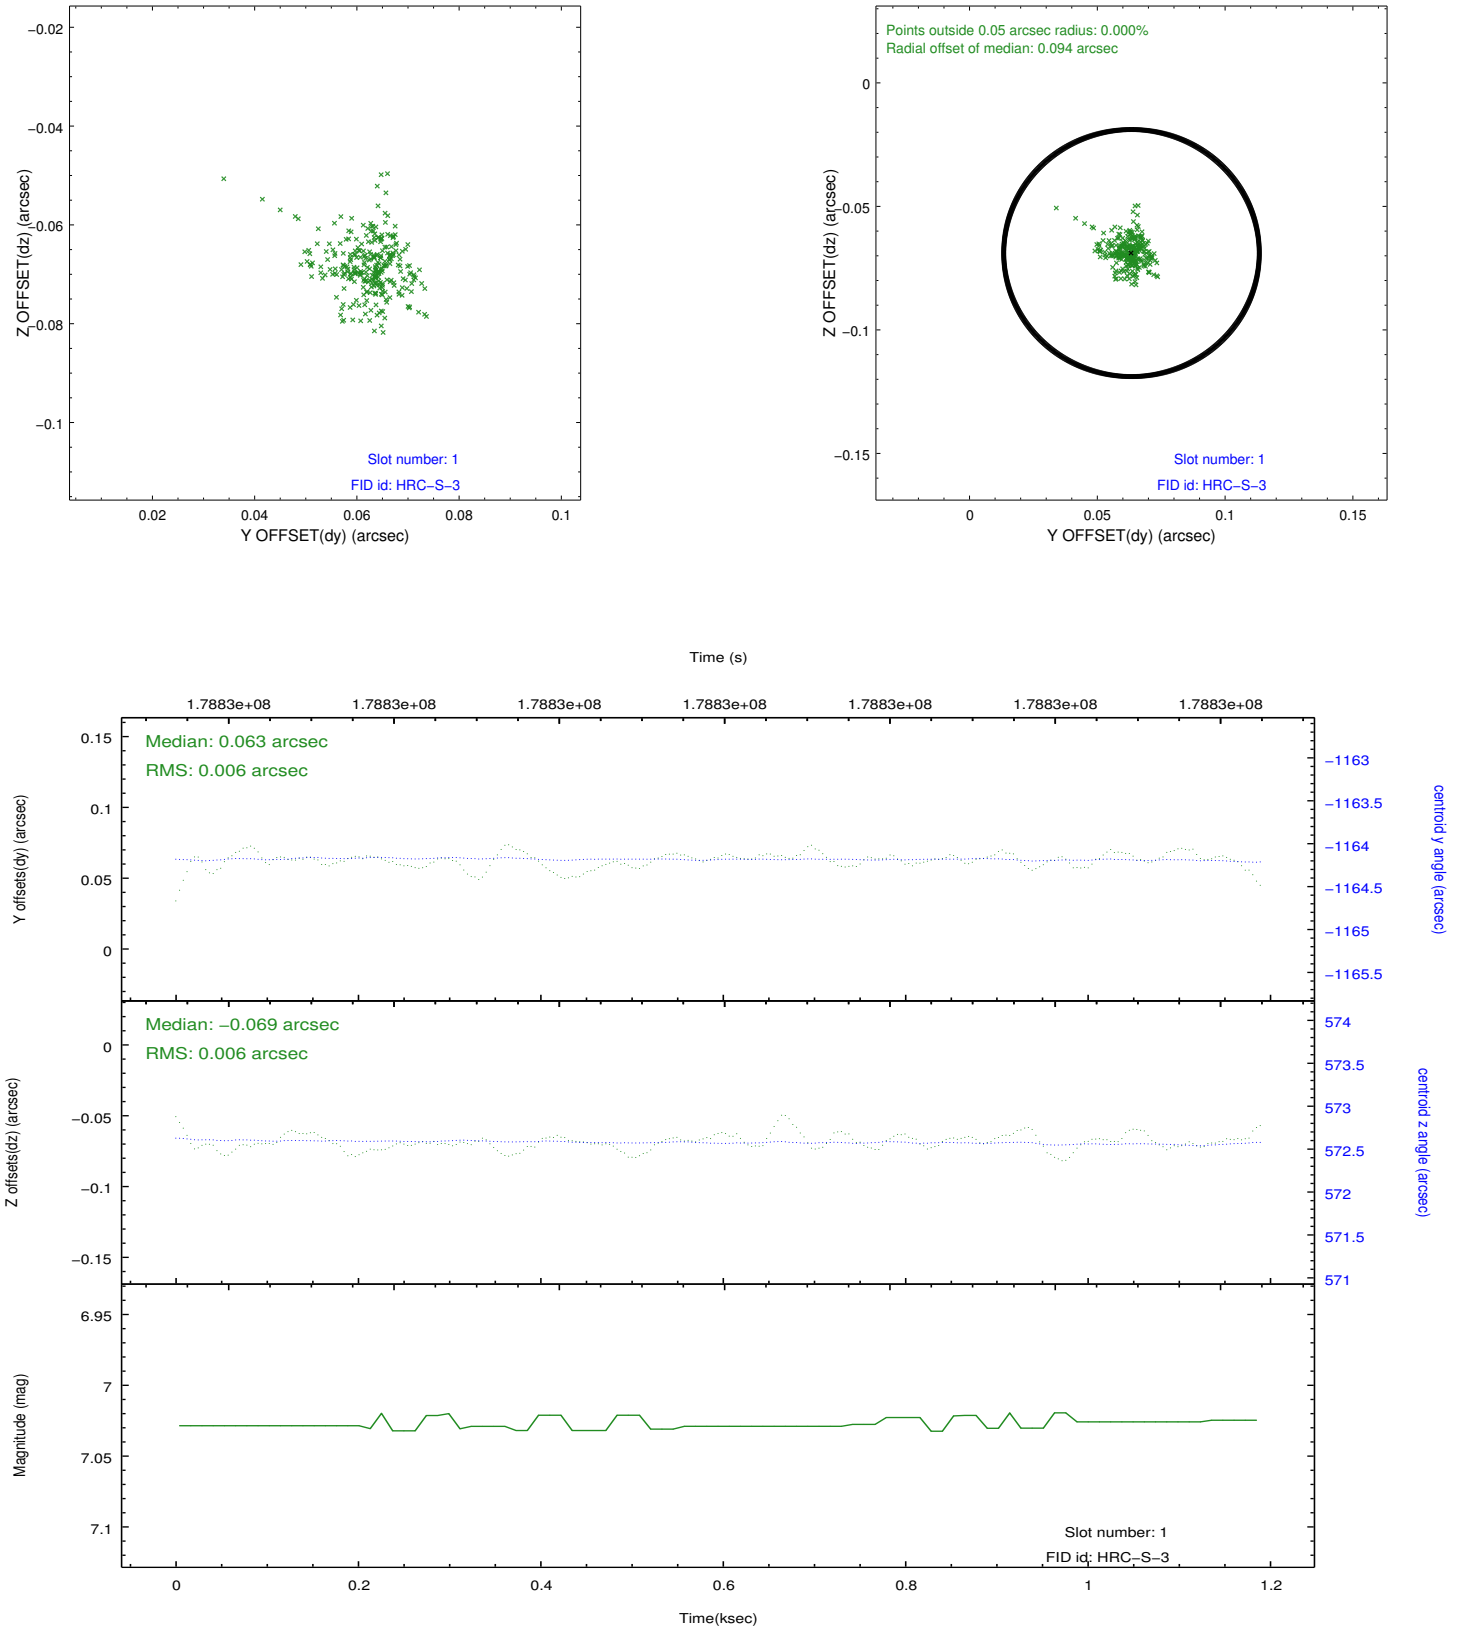 −0.02
−0.04
−0.06
−0.08
−0.1
Z OFFSET(dz) (arcsec)
Slot number: 1
FID id: HRC−S−3
0.02 0.04 0.06 0.08 0.1
Y OFFSET(dy) (arcsec)
Points outside 0.05 arcsec radius: 0.000%
Radial offset of median: 0.094 arcsec
0
−0.05
−0.1
−0.15
Z OFFSET(dz) (arcsec)
Slot number: 1
FID id: HRC−S−3
0 0.05 0.1 0.15
Y OFFSET(dy) (arcsec)
Time (s)
1.7883e+08 1.7883e+08 1.7883e+08 1.7883e+08 1.7883e+08 1.7883e+08 1.7883e+08
Median: 0.063 arcsec
RMS: 0.006 arcsec
0.15
0.1
0.05
0
Y offsets(dy) (arcsec)
−1163
−1163.5
−1164
−1164.5
−1165
−1165.5
centroid y angle (arcsec)
Median: −0.069 arcsec
RMS: 0.006 arcsec
0
−0.05
−0.1
−0.15
Z offsets(dz) (arcsec)
574
573.5
573
572.5
572
571.5
571
centroid z angle (arcsec)
6.95
7
7.05
7.1
Magnitude (mag)
Slot number: 1
FID id: HRC−S−3
0 0.2 0.4 0.6 0.8 1 1.2
Time(ksec)